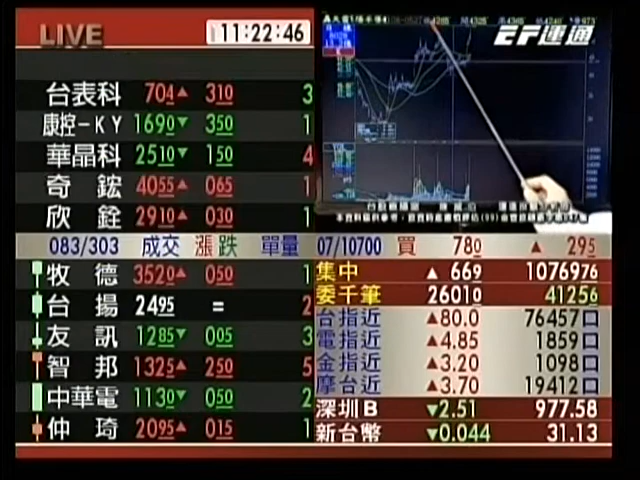 LIVE 11:22:46
EF運通
台表科 704▲ 310 3
康控-KY 1690▼ 350 1
華晶科 2510▼ 150 4
奇鋐 4055▲ 065 1
欣銓 2910▲ 030 1
083/303 成交 漲跌 單量 07/10700 買 780 ▲ 295
牧德 3520▲ 050 1
台揚 2495 = 2
友訊 1285▼ 005 3
智邦 1325▲ 250 5
中華電 1130▼ 050 2
仲琦 2095▲ 015 1
集中 ▲ 669 1076976
委千筆 26010 41256
台指近 ▲80.0 76457口
電指近 ▲4.85 1859口
金指近 ▲3.20 1098口
摩台近 ▲3.70 19412口
深圳B ▼2.51 977.58
新台幣 ▼0.044 31.13